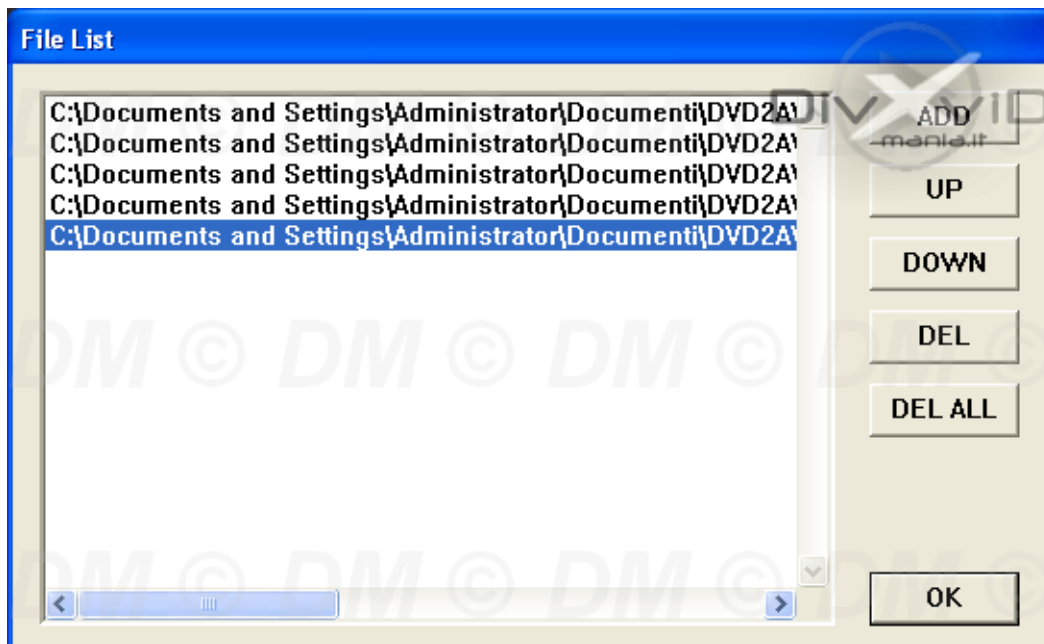 File List
C:\Documents and Settings\Administrator\Documenti\DVD2A
C:\Documents and Settings\Administrator\Documenti\DVD2A
C:\Documents and Settings\Administrator\Documenti\DVD2A
C:\Documents and Settings\Administrator\Documenti\DVD2A
C:\Documents and Settings\Administrator\Documenti\DVD2A
ADD
UP
DOWN
DEL
DEL ALL
OK
DivXviD
mania.it
DM © DM © DM © DM ©
DM © DM © DM © DM ©